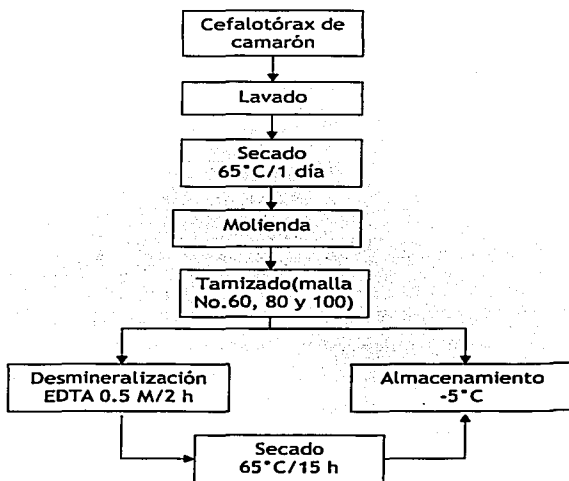 Cefalotórax de
camarón
Lavado
Secado
65°C/1 día
Molienda
Tamizado(malla
No.60, 80 y 100)
Desmineralización
EDTA 0.5 M/2 h
Almacenamiento
-5°C
Secado
65°C/15 h